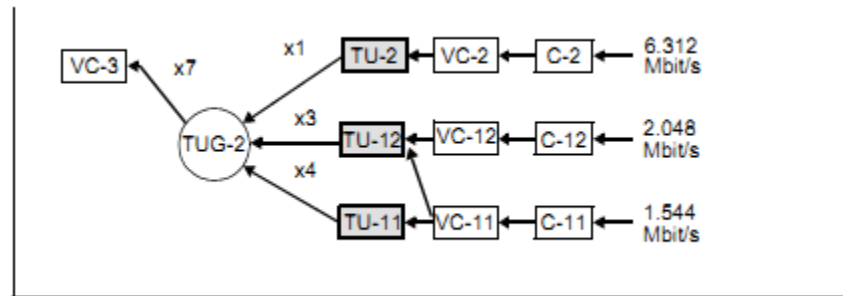 x1
TU-2
VC-2
C-2
6.312
Mbit/s
VC-3
x7
TUG-2
x3
TU-12
VC-12
C-12
2.048
Mbit/s
x4
TU-11
VC-11
C-11
1.544
Mbit/s